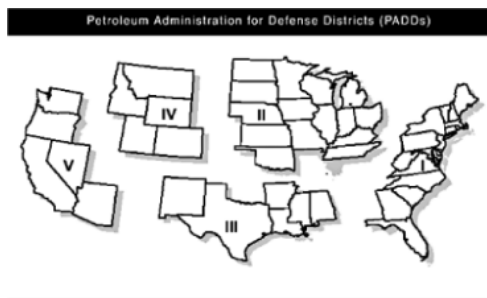 Petroleum Administration for Defense Districts (PADDs)
IV
II
V
I
III